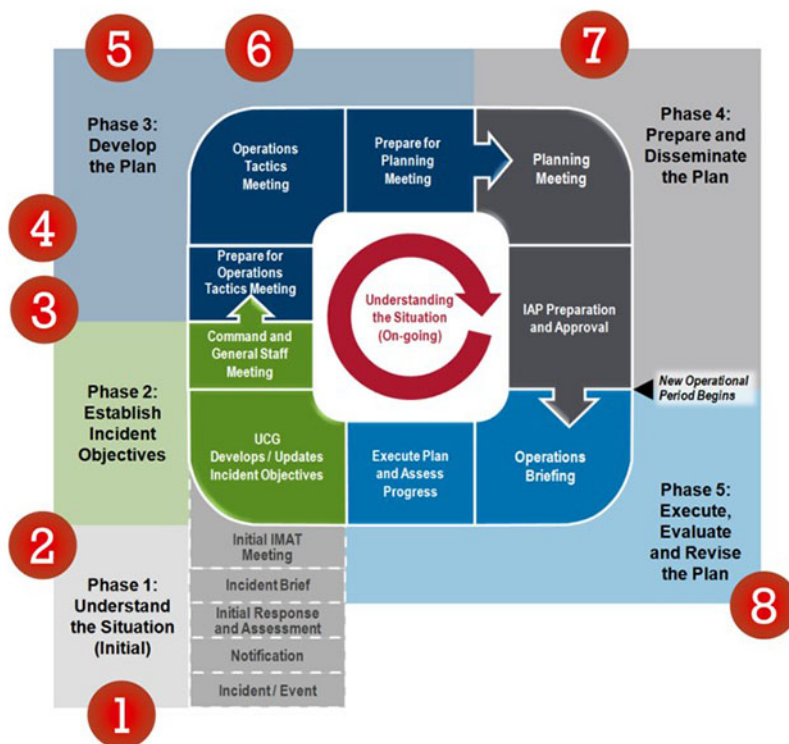 5
6
7
Phase 3:
Develop
the Plan
Operations
Tactics
Meeting
Prepare for
Planning
Meeting
Planning
Meeting
Phase 4:
Prepare and
Disseminate
the Plan
4
3
Prepare for
Operations
Tactics Meeting
Understanding
the Situation
(On-going)
IAP Preparation
and Approval
Command and
General Staff
Meeting
New Operational
Period Begins
Phase 2:
Establish
Incident
Objectives
UCG
Develops / Updates
Incident Objectives
Execute Plan
and Assess
Progress
Operations
Briefing
Phase 5:
Execute,
Evaluate
and Revise
the Plan
2
Phase 1:
Understand
the Situation
(Initial)
Initial IMAT
Meeting
Incident Brief
Initial Response
and Assessment
Notification
Incident / Event
8
1